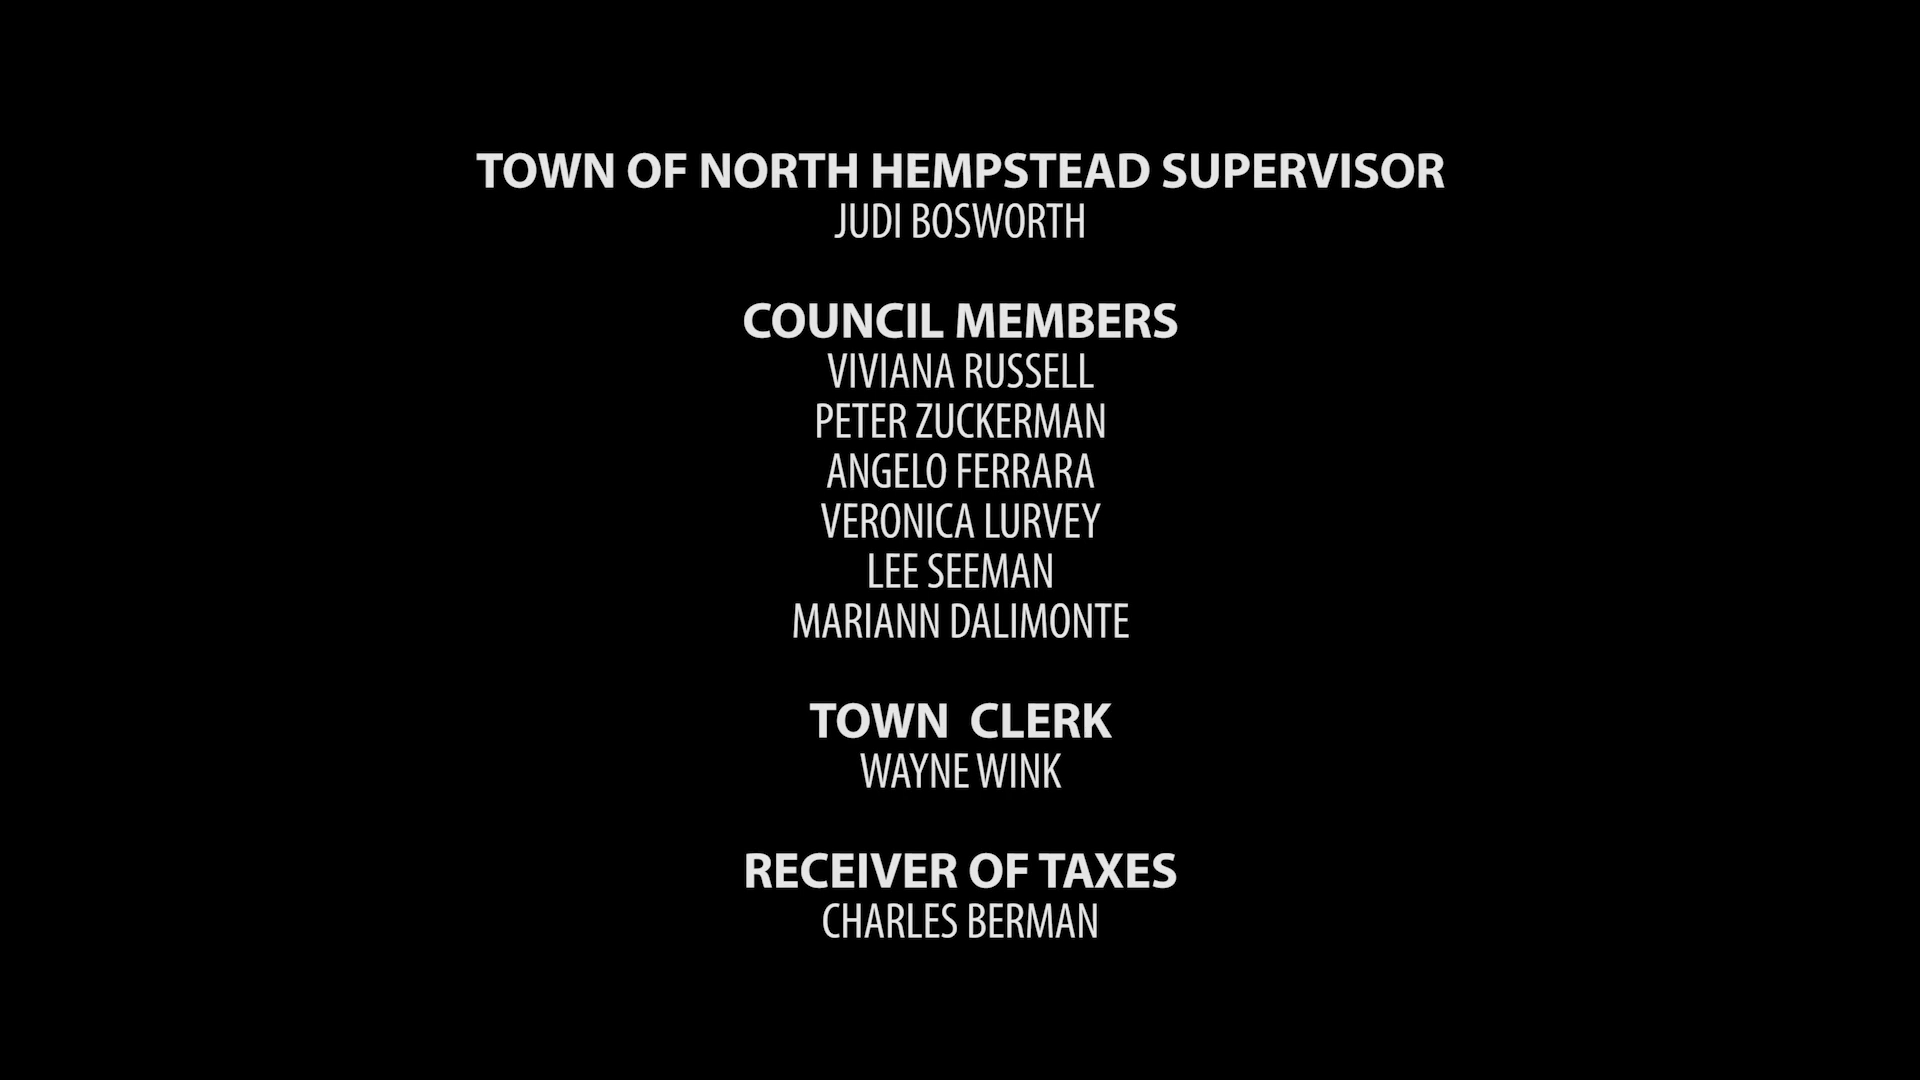 TOWN OF NORTH HEMPSTEAD SUPERVISOR
JUDI BOSWORTH
COUNCIL MEMBERS
VIVIANA RUSSELL
PETER ZUCKERMAN
ANGELO FERRARA
VERONICA LURVEY
LEE SEEMAN
MARIANN DALIMONTE
TOWN  CLERK
WAYNE WINK
RECEIVER OF TAXES
CHARLES BERMAN